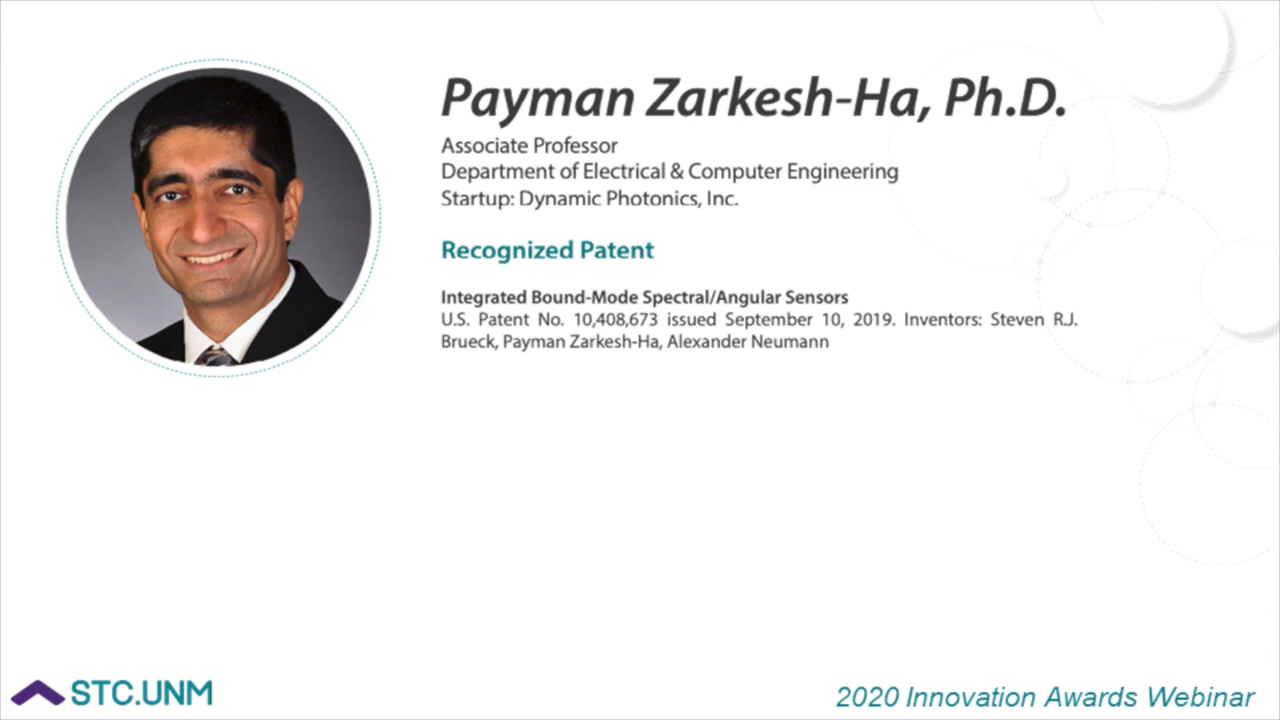 Payman Zarkesh-Ha, Ph.D.
Associate Professor
Department of Electrical & Computer Engineering
Startup: Dynamic Photonics, Inc.
Recognized Patent
Integrated Bound-Mode Spectral/Angular Sensors
U.S. Patent No. 10,408,673 issued September 10, 2019. Inventors: Steven R.J.
Brueck, Payman Zarkesh-Ha, Alexander Neumann
STC.UNM
2020 Innovation Awards Webinar